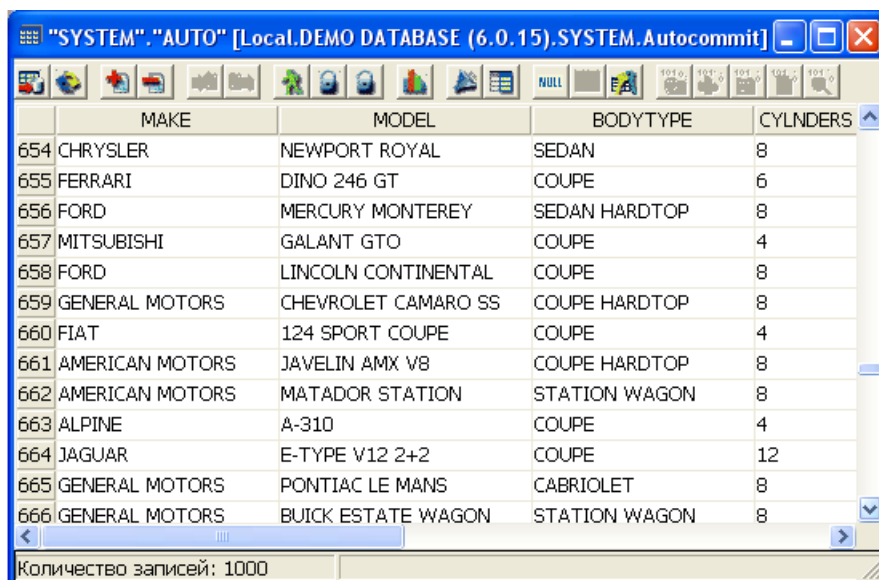 "SYSTEM"."AUTO" [Local.DEMO DATABASE (6.0.15).SYSTEM.Autocommit]
NULL
MAKE MODEL BODYTYPE CYLNDERS
654 CHRYSLER NEWPORT ROYAL SEDAN 8
655 FERRARI DINO 246 GT COUPE 6
656 FORD MERCURY MONTEREY SEDAN HARDTOP 8
657 MITSUBISHI GALANT GTO COUPE 4
658 FORD LINCOLN CONTINENTAL COUPE 8
659 GENERAL MOTORS CHEVROLET CAMARO SS COUPE HARDTOP 8
660 FIAT 124 SPORT COUPE COUPE 4
661 AMERICAN MOTORS JAVELIN AMX V8 COUPE HARDTOP 8
662 AMERICAN MOTORS MATADOR STATION STATION WAGON 8
663 ALPINE A-310 COUPE 4
664 JAGUAR E-TYPE V12 2+2 COUPE 12
665 GENERAL MOTORS PONTIAC LE MANS CABRIOLET 8
666 GENERAL MOTORS BUICK ESTATE WAGON STATION WAGON 8
Количество записей: 1000